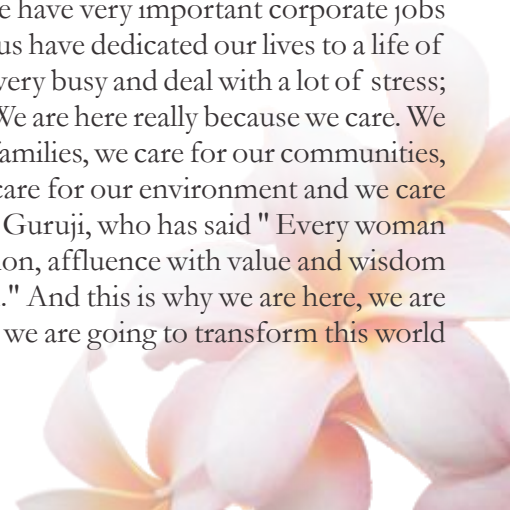 e have very important corporate jobs
us have dedicated our lives to a life of
very busy and deal with a lot of stress;
We are here really because we care. We
amilies, we care for our communities,
care for our environment and we care
Guruji, who has said " Every woman
ion, affluence with value and wisdom
." And this is why we are here, we are
we are going to transform this world